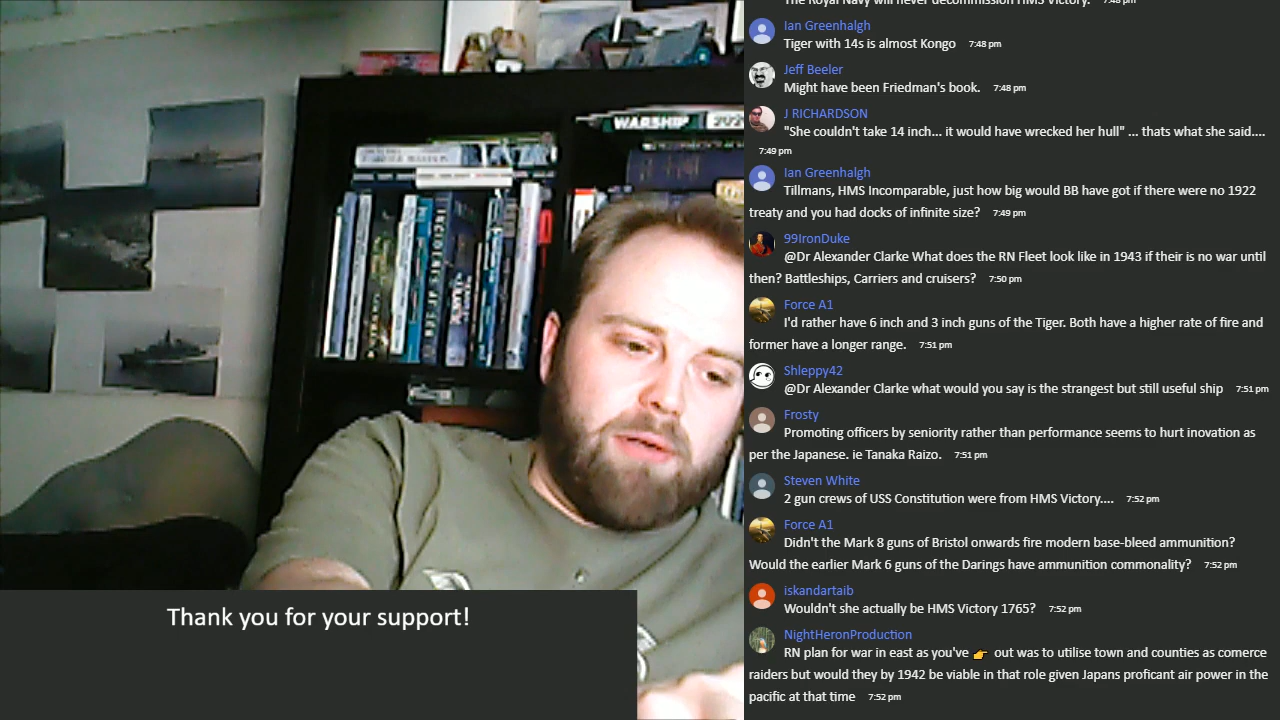 The Royal Navy will never decommission HMS Victory. 7:48 pm
Ian Greenhalgh
Tiger with 14s is almost Kongo 7:48 pm
Jeff Beeler
Might have been Friedman's book. 7:48 pm
J RICHARDSON
"She couldn't take 14 inch... it would have wrecked her hull" ... thats what she said....
7:49 pm
Ian Greenhalgh
Tillmans, HMS Incomparable, just how big would BB have got if there were no 1922
treaty and you had docks of infinite size? 7:49 pm
99IronDuke
@Dr Alexander Clarke What does the RN Fleet look like in 1943 if their is no war until
then? Battleships, Carriers and cruisers? 7:50 pm
Force A1
I'd rather have 6 inch and 3 inch guns of the Tiger. Both have a higher rate of fire and
former have a longer range. 7:51 pm
Shleppy42
@Dr Alexander Clarke what would you say is the strangest but still useful ship 7:51 pm
Frosty
Promoting officers by seniority rather than performance seems to hurt inovation as
per the Japanese. ie Tanaka Raizo. 7:51 pm
Steven White
2 gun crews of USS Constitution were from HMS Victory.... 7:52 pm
Force A1
Didn't the Mark 8 guns of Bristol onwards fire modern base-bleed ammunition?
Would the earlier Mark 6 guns of the Darings have ammunition commonality? 7:52 pm
iskandartaib
Wouldn't she actually be HMS Victory 1765? 7:52 pm
NightHeronProduction
RN plan for war in east as you've 👉 out was to utilise town and counties as comerce
raiders but would they by 1942 be viable in that role given Japans proficant air power in the
pacific at that time 7:52 pm
WARSHIP
Thank you for your support!